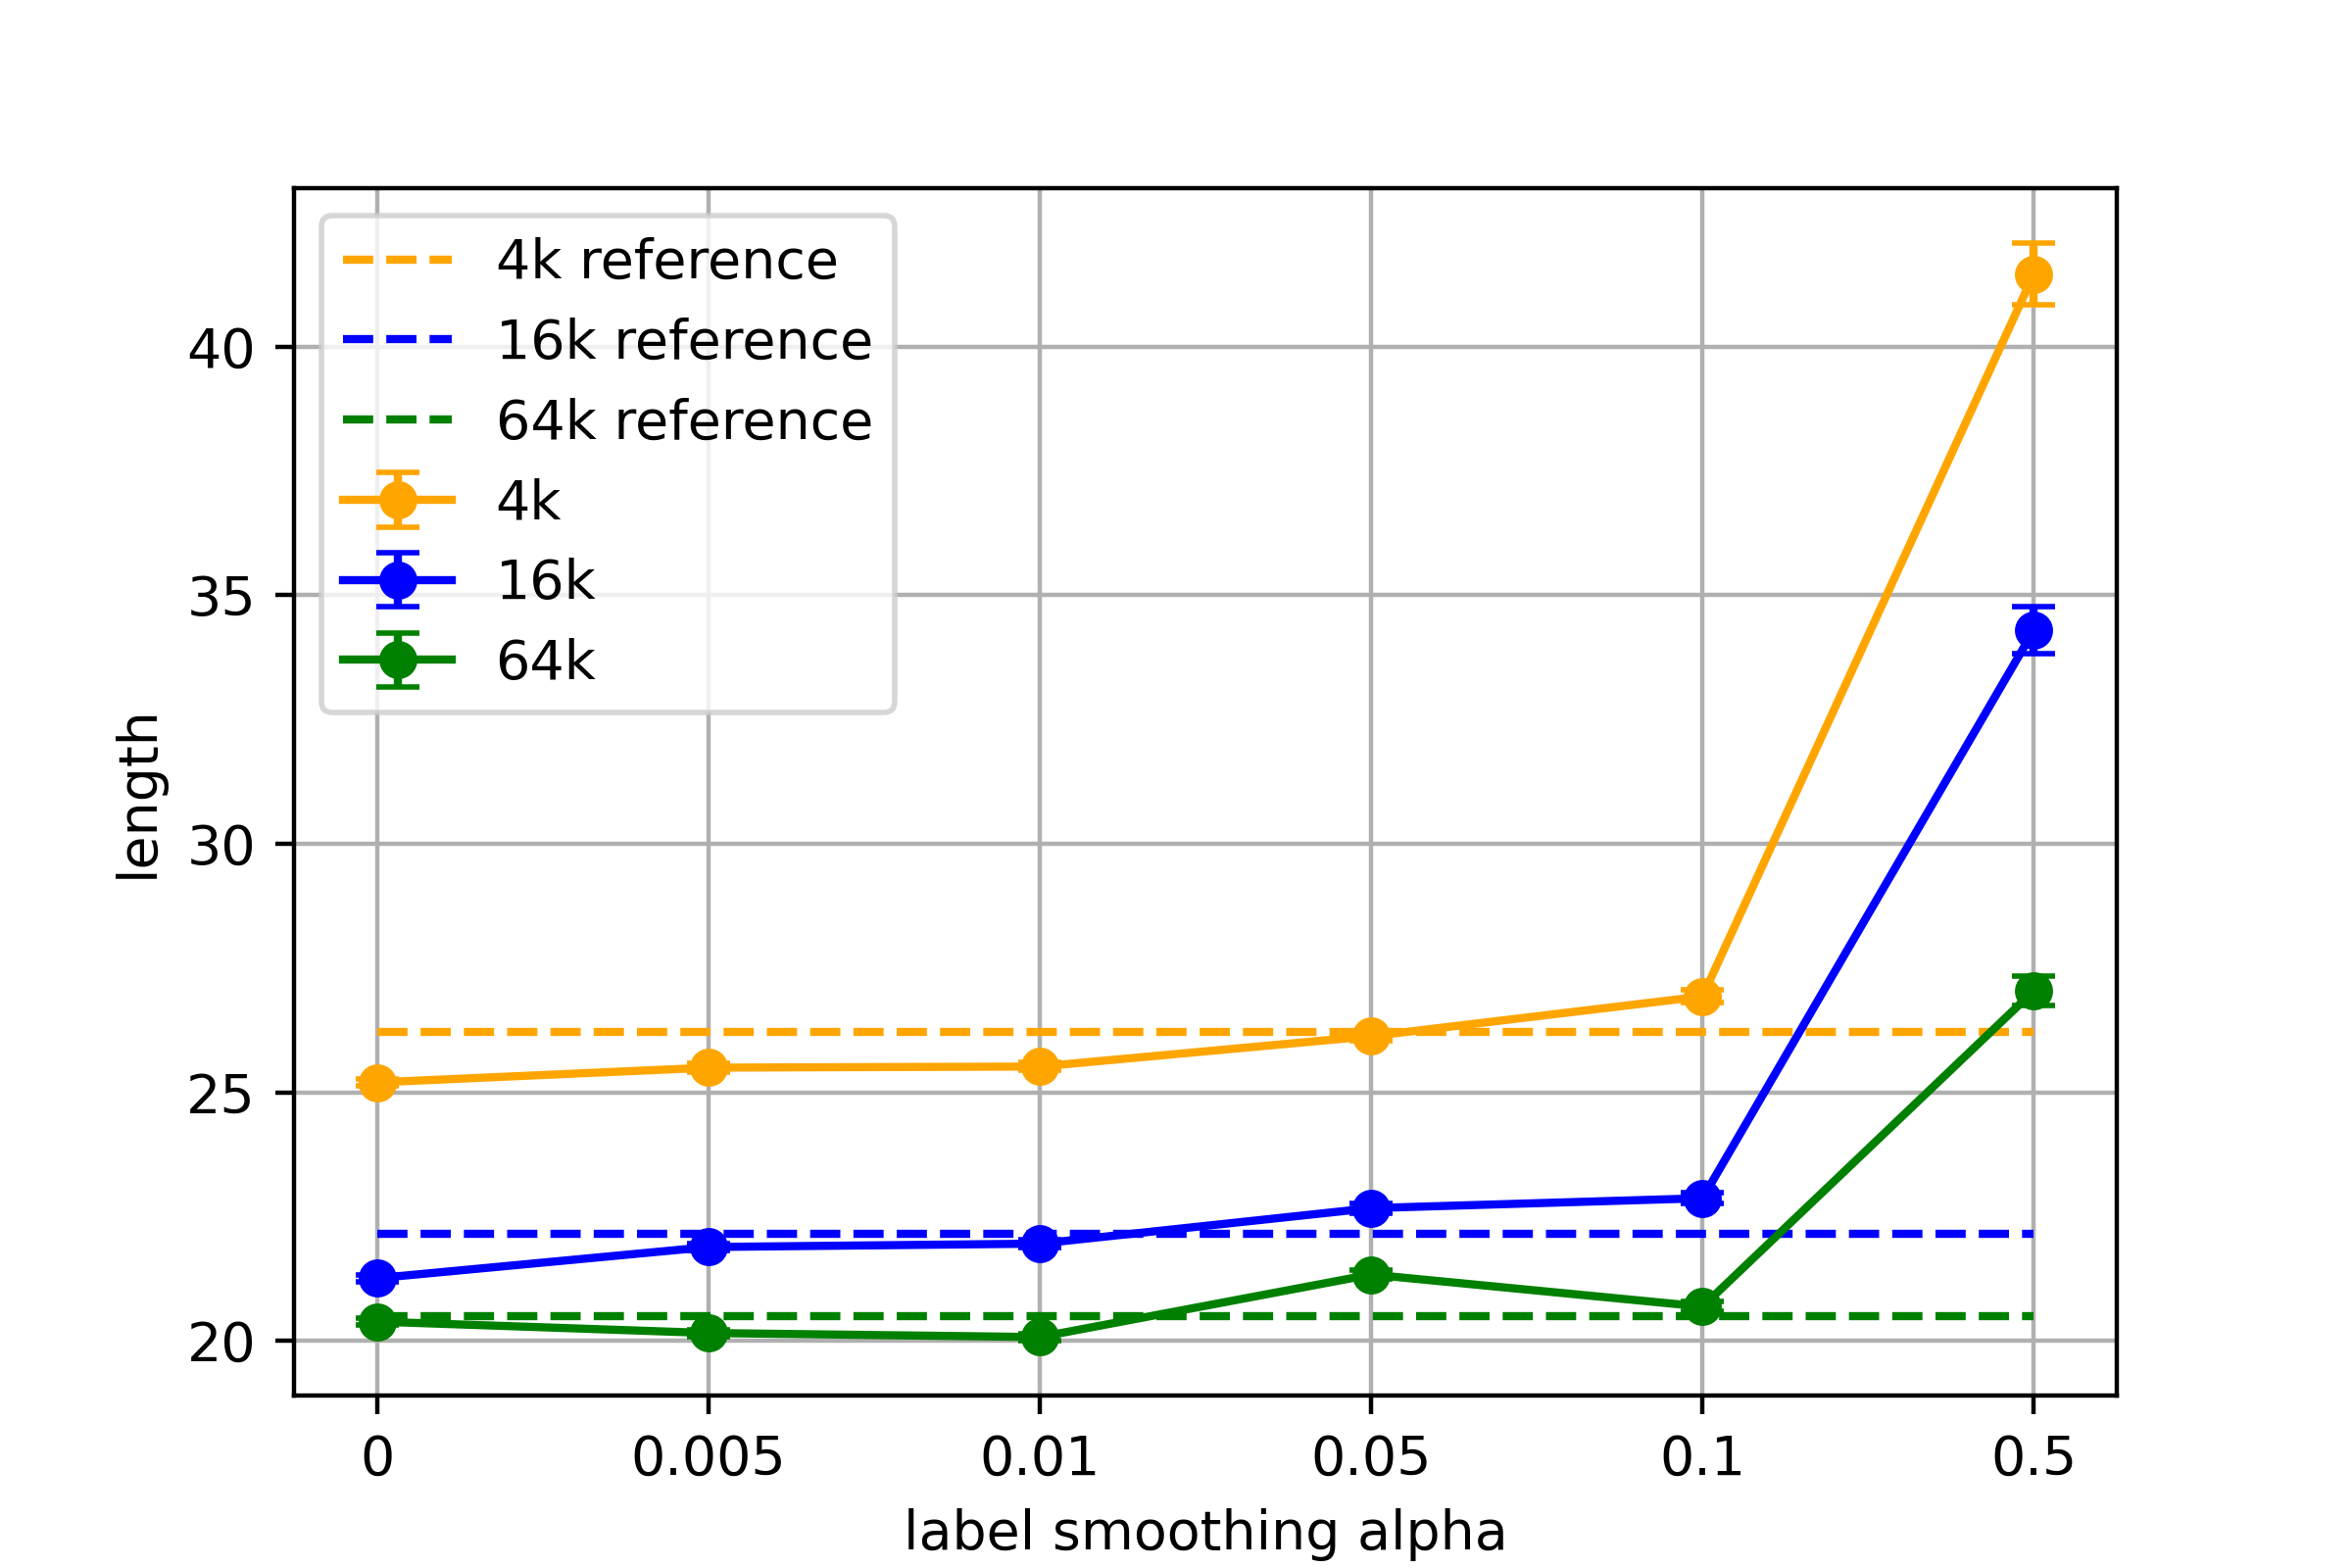 4k reference
16k reference
64k reference
4k
16k
64k
40
35
30
25
20
length
0 0.005 0.01 0.05 0.1 0.5
label smoothing alpha